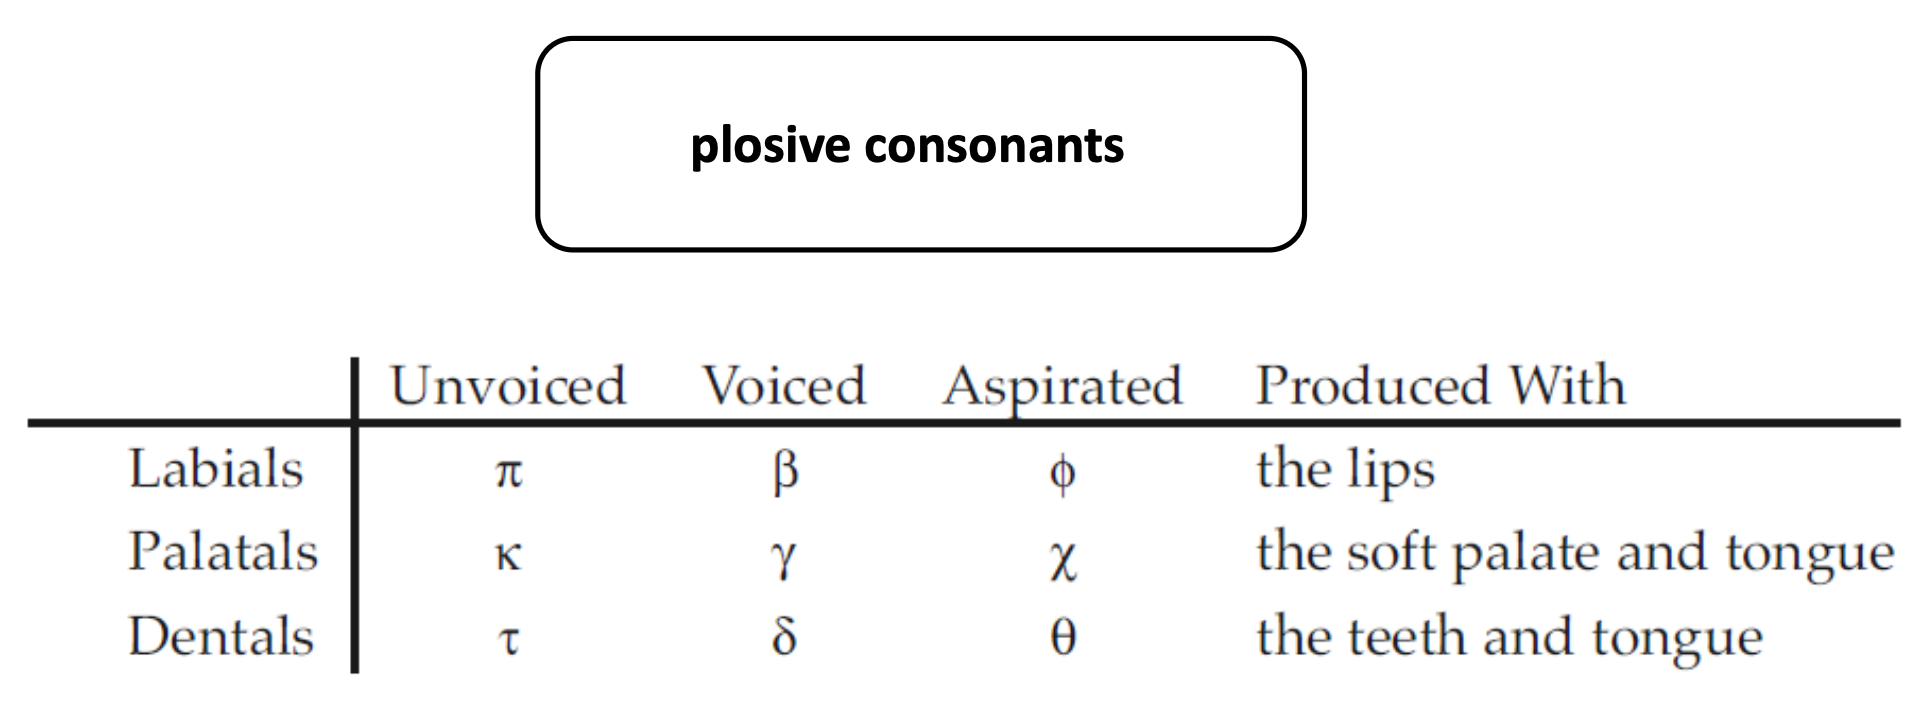 plosive consonants
Unvoiced Voiced Aspirated Produced With
Labials π β ϕ the lips
Palatals κ γ χ the soft palate and tongue
Dentals τ δ θ the teeth and tongue